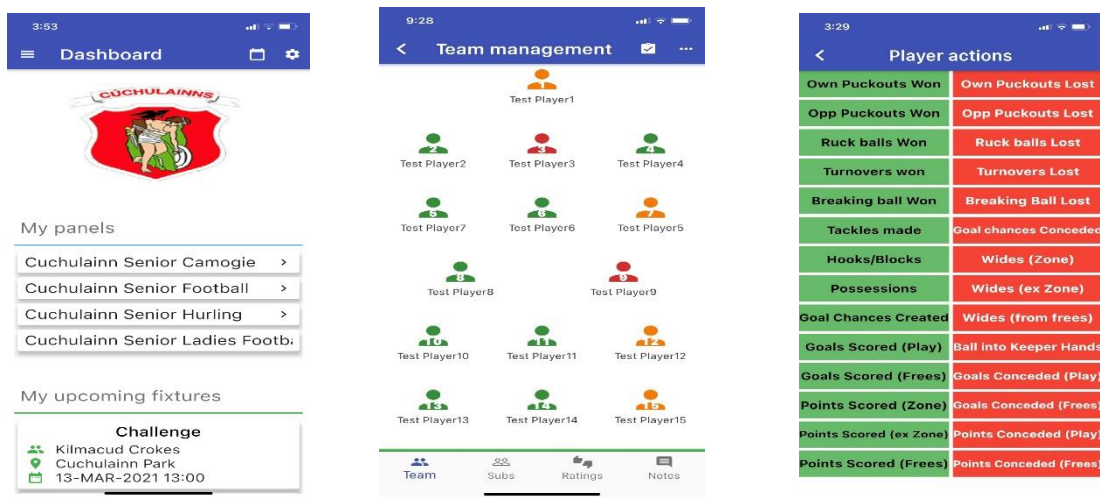 3:53
Dashboard
CÚCHULAINNS
My panels
Cuchulainn Senior Camogie
Cuchulainn Senior Football
Cuchulainn Senior Hurling
Cuchulainn Senior Ladies Footb
My upcoming fixtures
Challenge
Kilmacud Crokes
Cuchulainn Park
13-MAR-2021 13:00
9:28
Team management
1
Test Player1
2 3 4
Test Player2 Test Player3 Test Player4
5 6 7
Test Player7 Test Player6 Test Player5
8 9
Test Player8 Test Player9
10 11 12
Test Player10 Test Player11 Test Player12
13 14 15
Test Player13 Test Player14 Test Player15
Team Subs Ratings Notes
3:29
Player actions
Own Puckouts Won Own Puckouts Lost
Opp Puckouts Won Opp Puckouts Lost
Ruck balls Won Ruck balls Lost
Turnovers won Turnovers Lost
Breaking ball Won Breaking Ball Lost
Tackles made Goal chances Conceded
Hooks/Blocks Wides (Zone)
Possessions Wides (ex Zone)
Goal Chances Created Wides (from frees)
Goals Scored (Play) Ball into Keeper Hands
Goals Scored (Frees) Goals Conceded (Play)
Points Scored (Zone) Goals Conceded (Frees)
Points Scored (ex Zone) Points Conceded (Play)
Points Scored (Frees) Points Conceded (Frees)